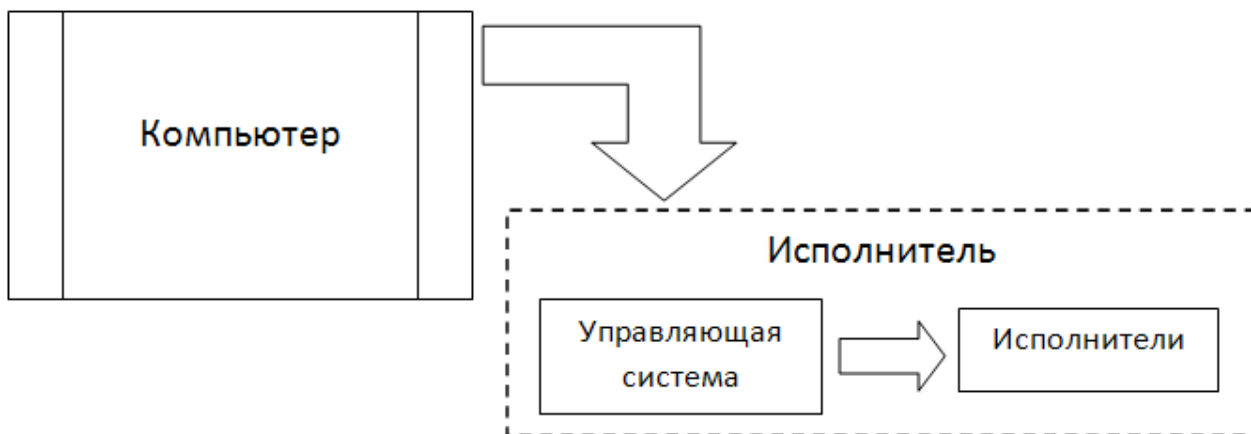 Компьютер
Исполнитель
Управляющая
система
Исполнители